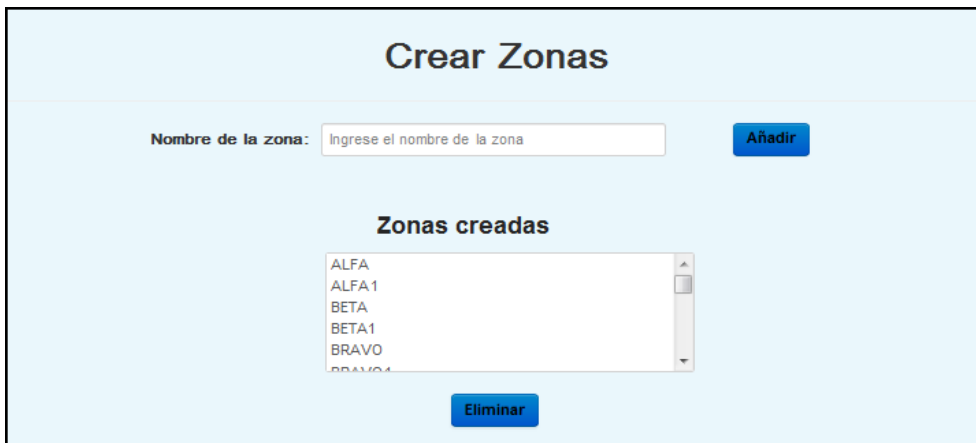 Crear Zonas
Nombre de la zona: Ingrese el nombre de la zona Añadir
Zonas creadas
ALFA
ALFA1
BETA
BETA1
BRAVO
BRAVO1
Eliminar